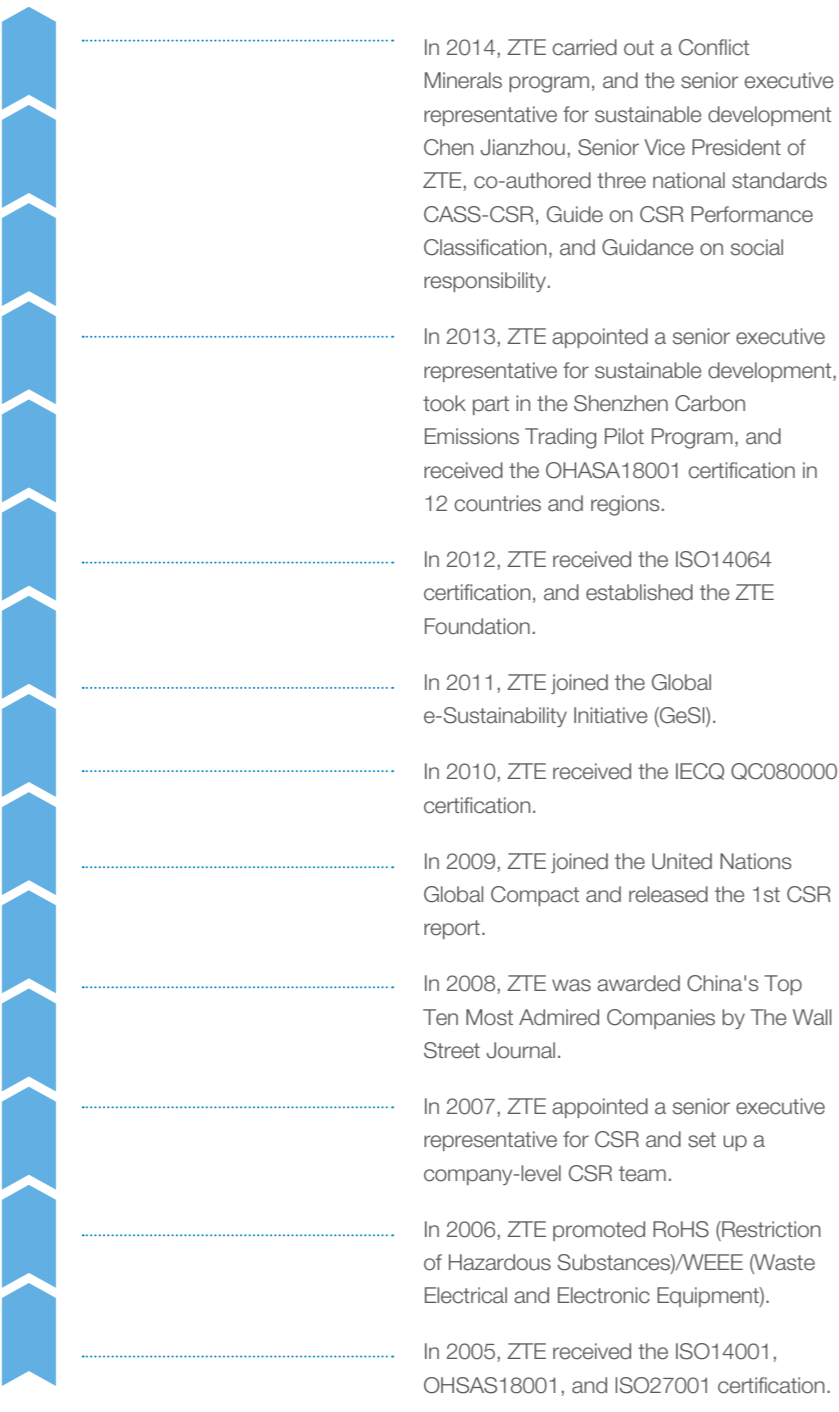 In 2014, ZTE carried out a Conflict
Minerals program, and the senior executive
representative for sustainable development
Chen Jianzhou, Senior Vice President of
ZTE, co-authored three national standards
CASS-CSR, Guide on CSR Performance
Classification, and Guidance on social
responsibility.
In 2013, ZTE appointed a senior executive
representative for sustainable development,
took part in the Shenzhen Carbon
Emissions Trading Pilot Program, and
received the OHASA18001 certification in
12 countries and regions.
In 2012, ZTE received the ISO14064
certification, and established the ZTE
Foundation.
In 2011, ZTE joined the Global
e-Sustainability Initiative (GeSI).
In 2010, ZTE received the IECQ QC080000
certification.
In 2009, ZTE joined the United Nations
Global Compact and released the 1st CSR
report.
In 2008, ZTE was awarded China's Top
Ten Most Admired Companies by The Wall
Street Journal.
In 2007, ZTE appointed a senior executive
representative for CSR and set up a
company-level CSR team.
In 2006, ZTE promoted RoHS (Restriction
of Hazardous Substances)/WEEE (Waste
Electrical and Electronic Equipment).
In 2005, ZTE received the ISO14001,
OHSAS18001, and ISO27001 certification.